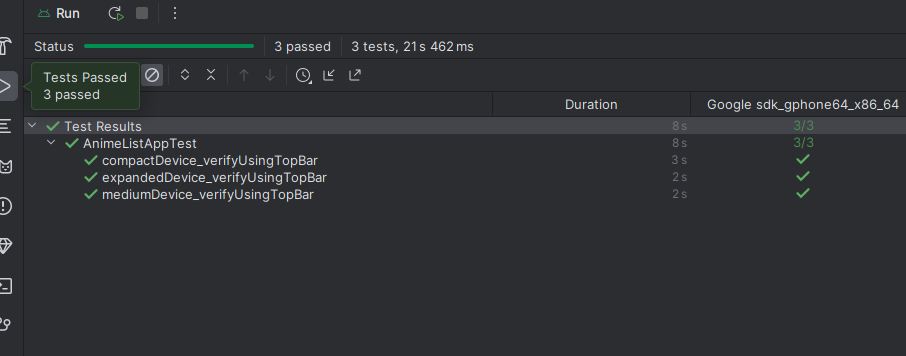 Run
Status 3 passed 3 tests, 21 s 462 ms
Tests Passed
3 passed
Duration Google sdk_gphone64_x86_64
Test Results 8 s 3/3
AnimeListAppTest 8 s 3/3
compactDevice_verifyUsingTopBar 3 s
expandedDevice_verifyUsingTopBar 2 s
mediumDevice_verifyUsingTopBar 2 s